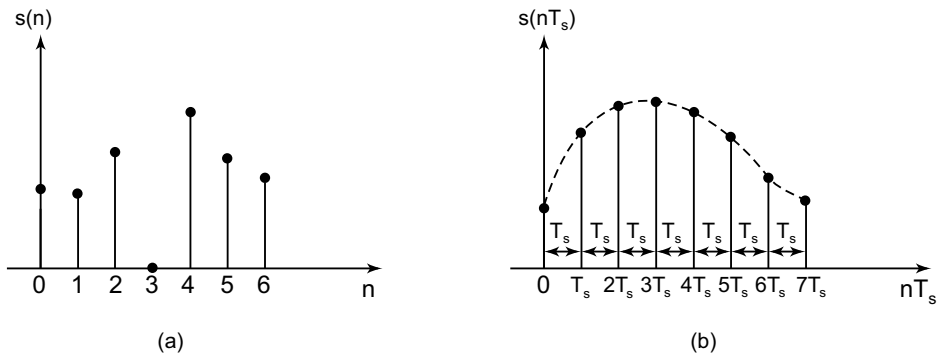 s(n)
0 1 2 3 4 5 6
n
(a)
s(nTₛ)
Tₛ Tₛ Tₛ Tₛ Tₛ Tₛ Tₛ
0 Tₛ 2Tₛ 3Tₛ 4Tₛ 5Tₛ 6Tₛ 7Tₛ
nTₛ
(b)